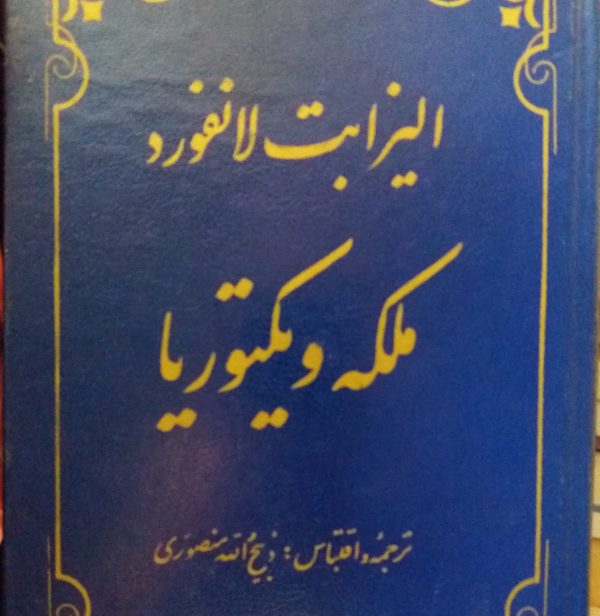 الیزابت لانفورد
ملکه ویکتوریا
ترجمه و اقتباس : ذبیح الله منصوری